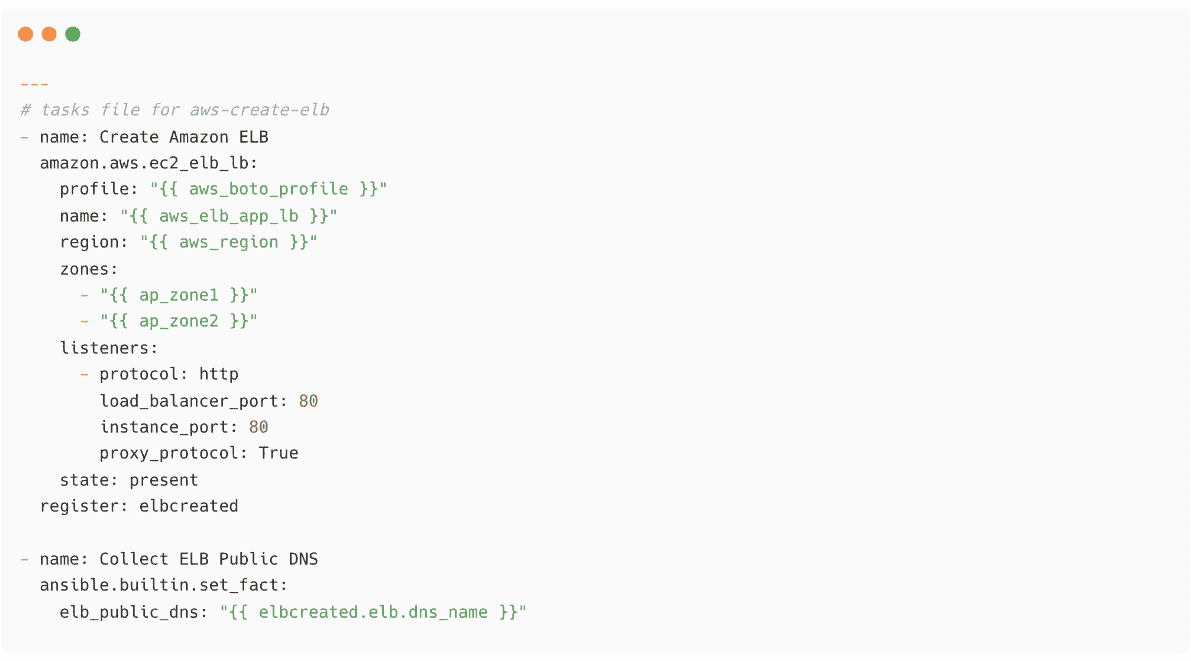 ---
# tasks file for aws-create-elb
- name: Create Amazon ELB
  amazon.aws.ec2_elb_lb:
    profile: "{{ aws_boto_profile }}"
    name: "{{ aws_elb_app_lb }}"
    region: "{{ aws_region }}"
    zones:
      - "{{ ap_zone1 }}"
      - "{{ ap_zone2 }}"
    listeners:
      - protocol: http
        load_balancer_port: 80
        instance_port: 80
        proxy_protocol: True
    state: present
  register: elbcreated

- name: Collect ELB Public DNS
  ansible.builtin.set_fact:
    elb_public_dns: "{{ elbcreated.elb.dns_name }}"